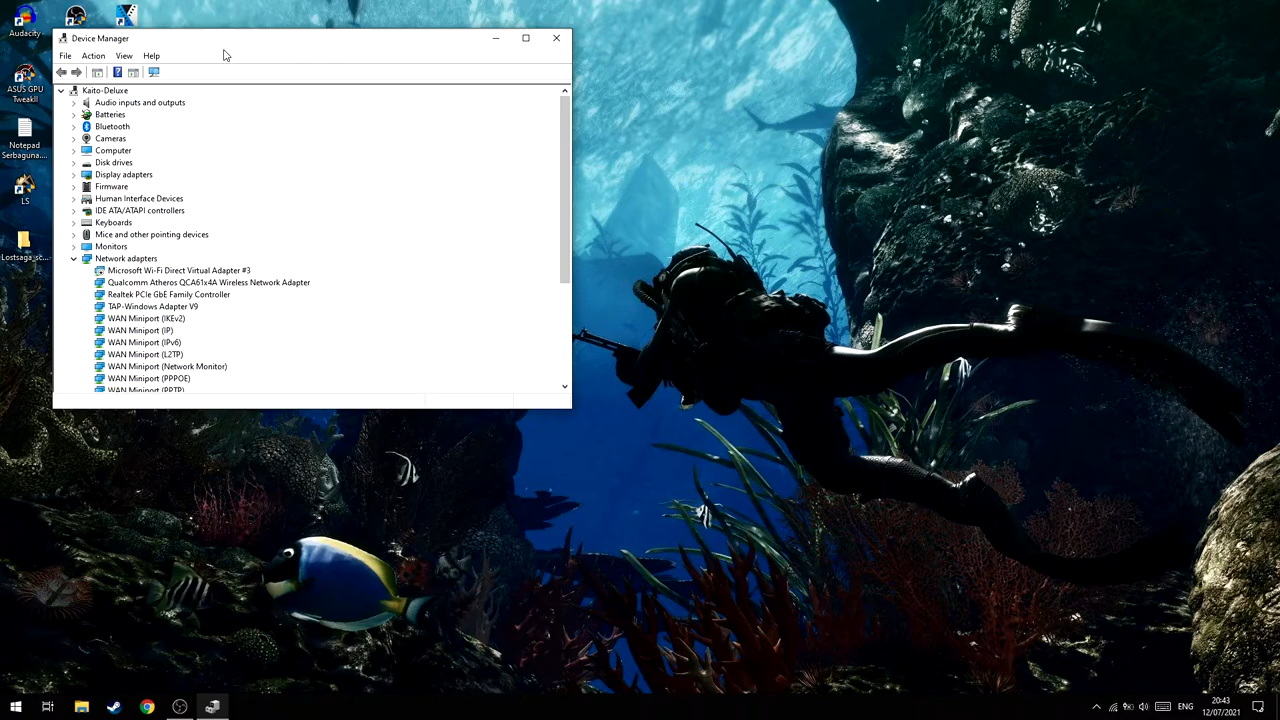 Audacity
ASUS GPU
TweakII
Notepad
Serbaguna....
LS
Lostsaga_sc...
Device Manager
File Action View Help
Kaito-Deluxe
Audio inputs and outputs
Batteries
Bluetooth
Cameras
Computer
Disk drives
Display adapters
Firmware
Human Interface Devices
IDE ATA/ATAPI controllers
Keyboards
Mice and other pointing devices
Monitors
Network adapters
Microsoft Wi-Fi Direct Virtual Adapter #3
Qualcomm Atheros QCA61x4A Wireless Network Adapter
Realtek PCIe GbE Family Controller
TAP-Windows Adapter V9
WAN Miniport (IKEv2)
WAN Miniport (IP)
WAN Miniport (IPv6)
WAN Miniport (L2TP)
WAN Miniport (Network Monitor)
WAN Miniport (PPPOE)
WAN Miniport (PPTP)
ENG
20:43
12/07/2021